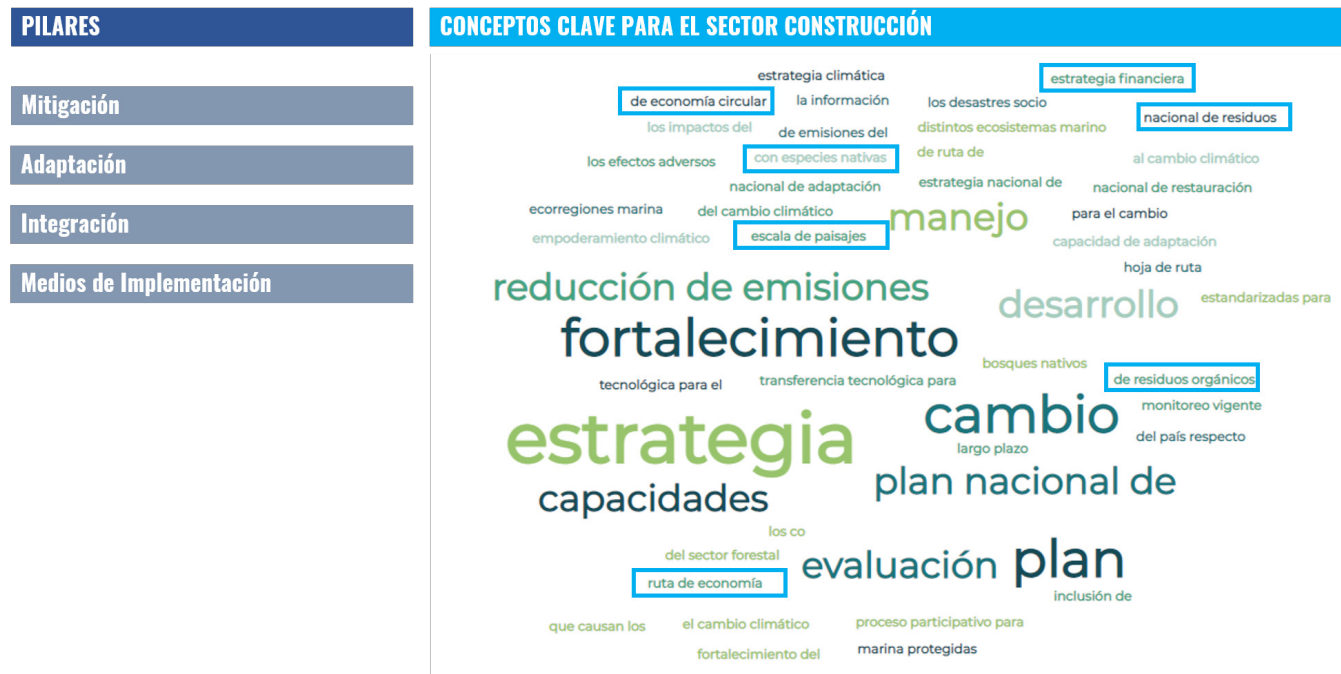 PILARES
CONCEPTOS CLAVE PARA EL SECTOR CONSTRUCCIÓN
Mitigación
Adaptación
Integración
Medios de Implementación
estrategia climática
estrategia financiera
de economía circular
la información
los desastres socio
nacional de residuos
los impactos del
de emisiones del
distintos ecosistemas marino
los efectos adversos
con especies nativas
de ruta de
al cambio climático
nacional de adaptación
estrategia nacional de
nacional de restauración
ecorregiones marina
del cambio climático
manejo
para el cambio
empoderamiento climático
escala de paisajes
capacidad de adaptación
hoja de ruta
reducción de emisiones
desarrollo
estandarizadas para
fortalecimiento
bosques nativos
tecnológica para el
transferencia tecnológica para
de residuos orgánicos
cambio
monitoreo vigente
estrategia
largo plazo
del país respecto
capacidades
plan nacional de
los co
del sector forestal
evaluación
plan
ruta de economía
inclusión de
que causan los
el cambio climático
proceso participativo para
fortalecimiento del
marina protegidas